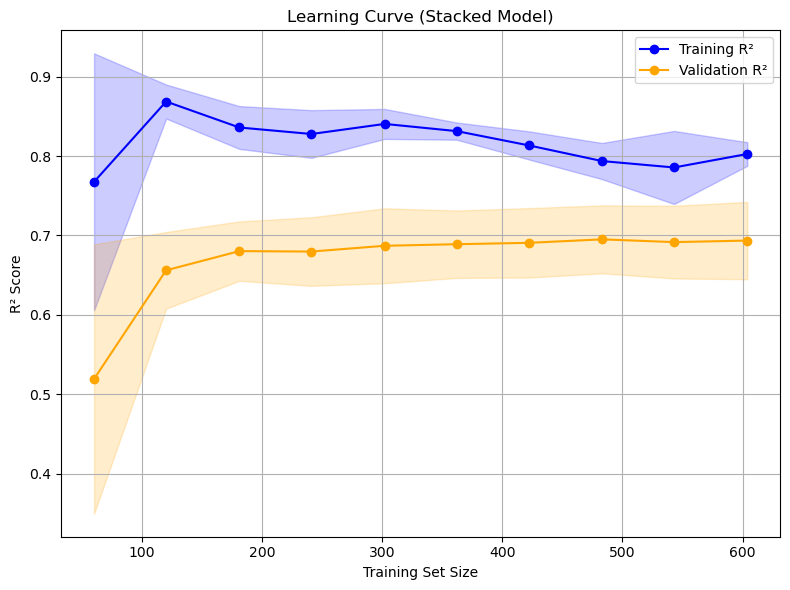 Learning Curve (Stacked Model)
Training R²
Validation R²
R² Score
0.9
0.8
0.7
0.6
0.5
0.4
100
200
300
400
500
600
Training Set Size